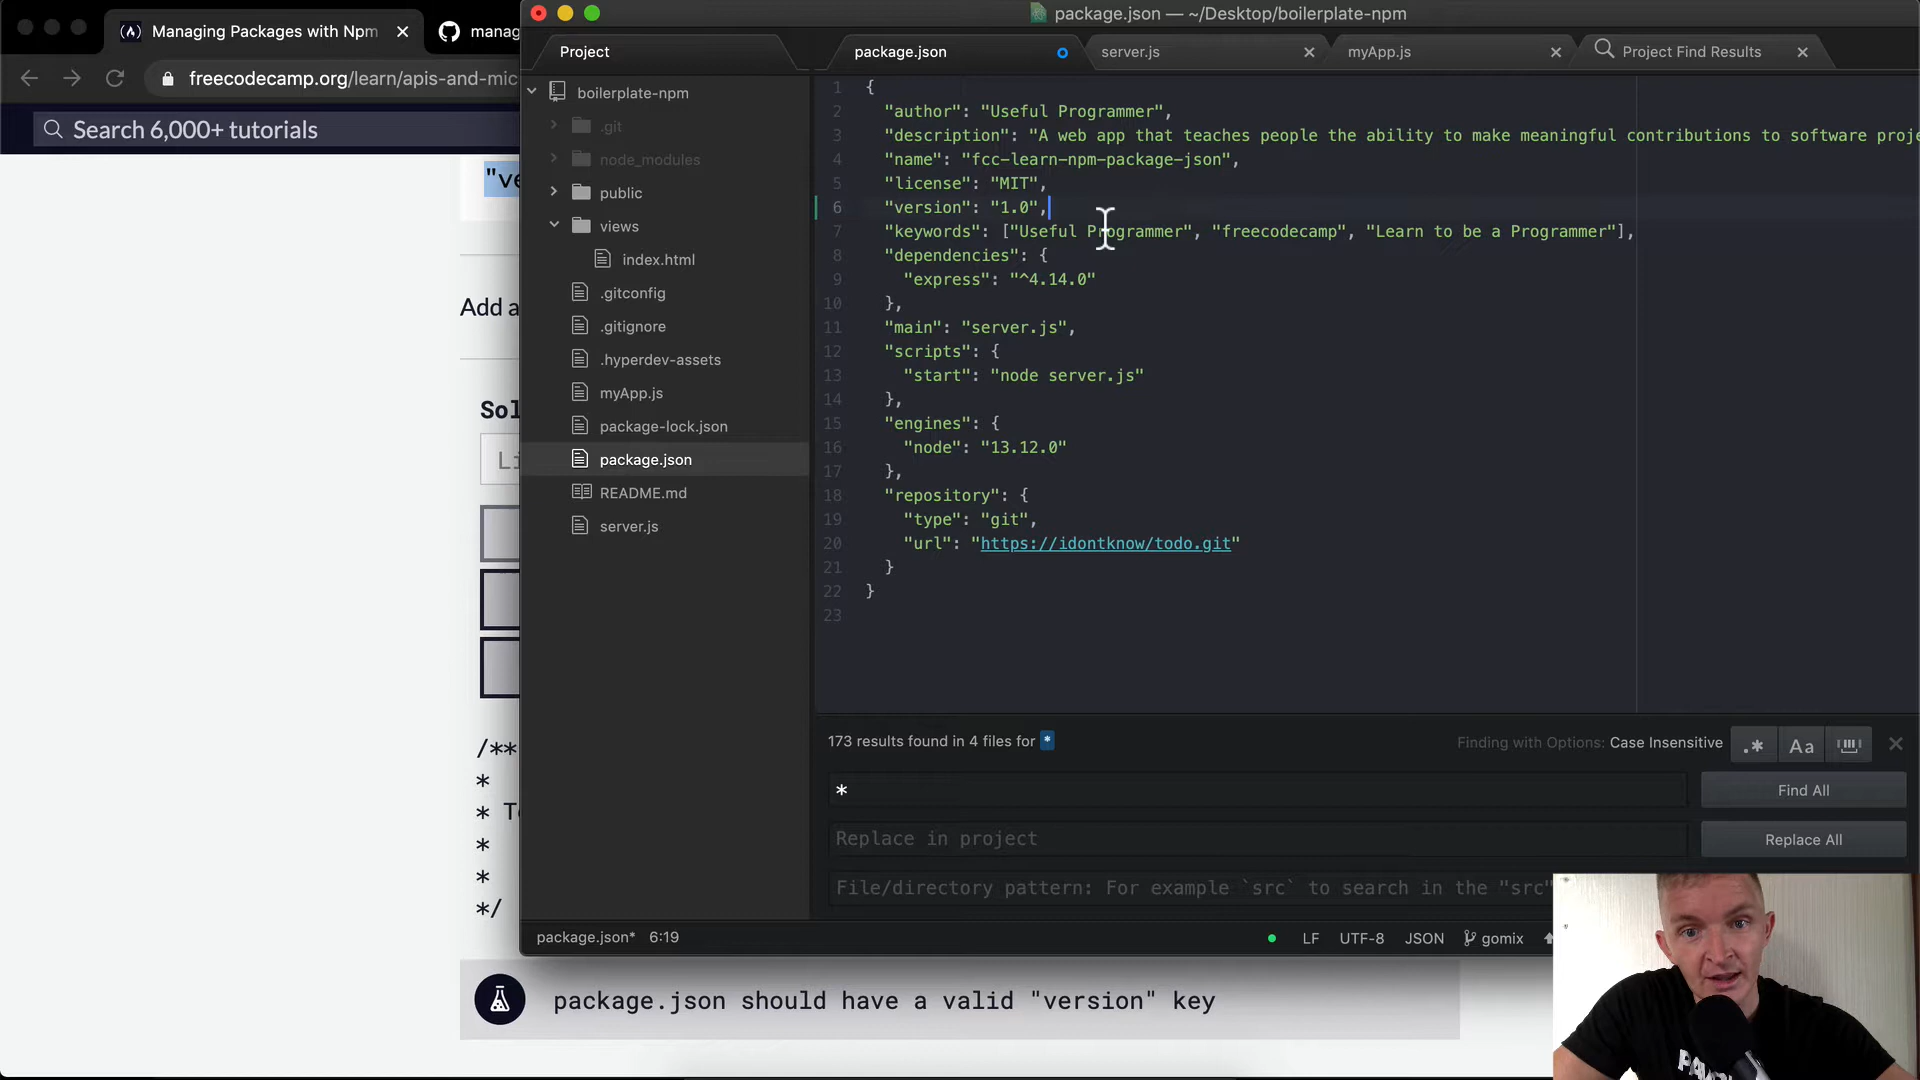 Managing Packages with Npm
manag
freecodecamp.org/learn/apis-and-mic
Search 6,000+ tutorials
"ve
Add a
Sol
Li
/**
*
* T
*
*
*/
package.json should have a valid "version" key
package.json — ~/Desktop/boilerplate-npm
Project
package.json
server.js
myApp.js
Project Find Results
boilerplate-npm
.git
node_modules
public
views
index.html
.gitconfig
.gitignore
.hyperdev-assets
myApp.js
package-lock.json
package.json
README.md
server.js
1 {
2 "author": "Useful Programmer",
3 "description": "A web app that teaches people the ability to make meaningful contributions to software proje
4 "name": "fcc-learn-npm-package-json",
5 "license": "MIT",
6 "version": "1.0",
7 "keywords": ["Useful Programmer", "freecodecamp", "Learn to be a Programmer"],
8 "dependencies": {
9 "express": "^4.14.0"
10 },
11 "main": "server.js",
12 "scripts": {
13 "start": "node server.js"
14 },
15 "engines": {
16 "node": "13.12.0"
17 },
18 "repository": {
19 "type": "git",
20 "url": "https://idontknow/todo.git"
21 }
22 }
23
173 results found in 4 files for *
Finding with Options: Case Insensitive
.* Aa
*
Find All
Replace in project
Replace All
File/directory pattern: For example `src` to search in the "src"
package.json* 6:19
LF UTF-8 JSON gomix